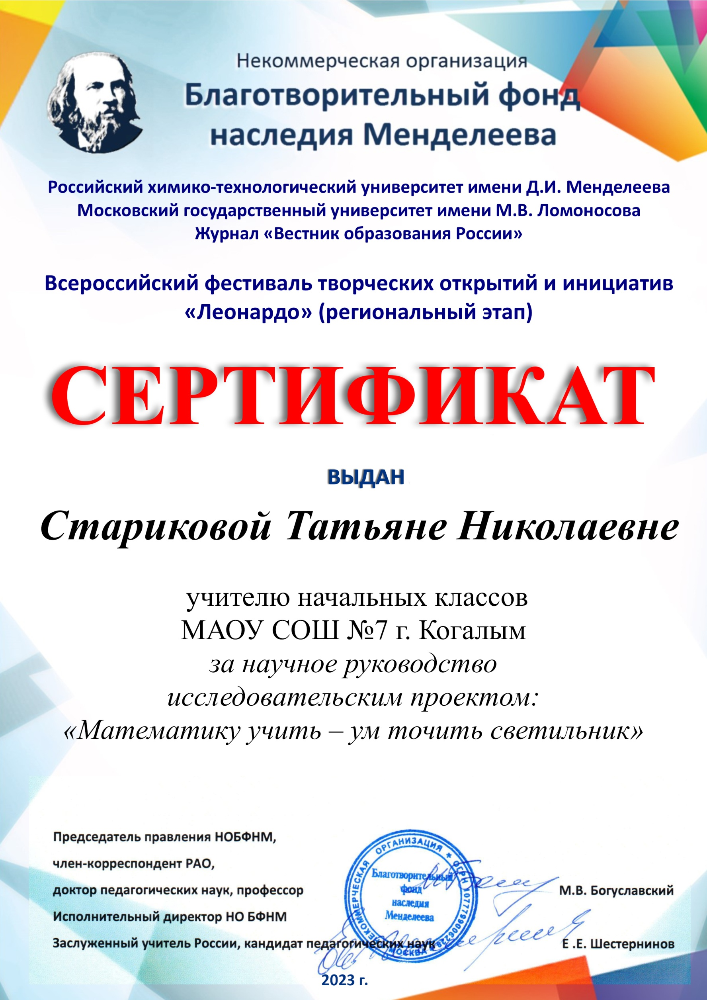 Некоммерческая организация
Благотворительный фонд
наследия Менделеева
Российский химико-технологический университет имени Д.И. Менделеева
Московский государственный университет имени М.В. Ломоносова
Журнал «Вестник образования России»
Всероссийский фестиваль творческих открытий и инициатив
«Леонардо» (региональный этап)
СЕРТИФИКАТ
ВЫДАН
Стариковой Татьяне Николаевне
учителю начальных классов
МАОУ СОШ №7 г. Когалым
за научное руководство
исследовательским проектом:
«Математику учить – ум точить светильник»
Председатель правления НОБФНМ,
член-корреспондент РАО,
доктор педагогических наук, профессор
М.В. Богуславский
Исполнительный директор НО БФНМ
Заслуженный учитель России, кандидат педагогических наук
Е .Е. Шестернинов
НЕКОММЕРЧЕСКАЯ ОРГАНИЗАЦИЯ * ОГРН
МОСКВА
Благотворительный
фонд
наследия
Менделеева
2023 г.